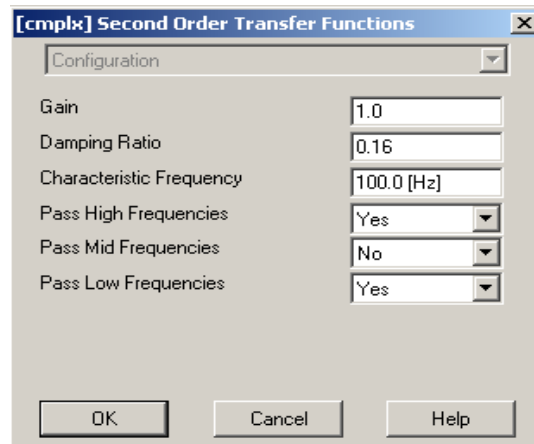 [cmplx] Second Order Transfer Functions
Configuration
Gain 1.0
Damping Ratio 0.16
Characteristic Frequency 100.0 [Hz]
Pass High Frequencies Yes
Pass Mid Frequencies No
Pass Low Frequencies Yes
OK Cancel Help